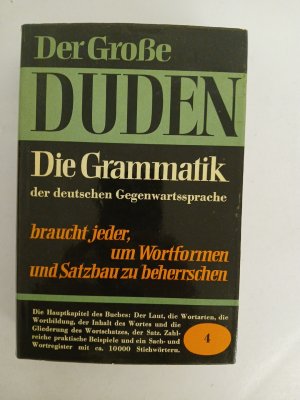 Der Große
DUDEN
Die Grammatik
der deutschen Gegenwartssprache
braucht jeder,
um Wortformen
und Satzbau zu beherrschen
Die Hauptkapitel des Buches: Der Laut, die Wortarten, die
Wortbildung, der Inhalt des Wortes und die
Gliederung des Wortschatzes, der Satz. Zahl-
reiche praktische Beispiele und ein Sach- und
Wortregister mit ca. 10000 Stichwörtern.
4